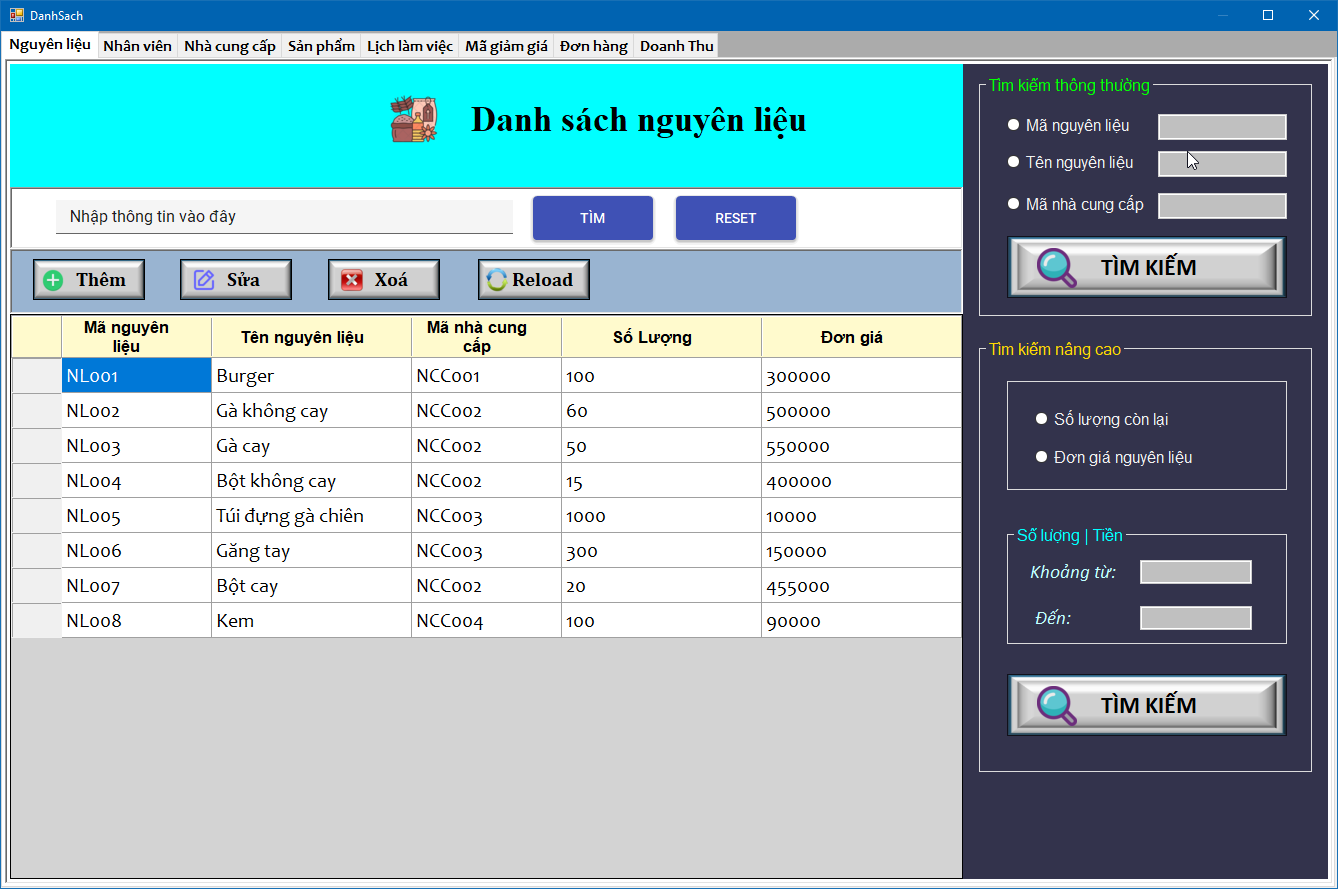 DanhSach
Nguyên liệu Nhân viên Nhà cung cấp Sản phẩm Lịch làm việc Mã giảm giá Đơn hàng Doanh Thu
Danh sách nguyên liệu
Nhập thông tin vào đây TÌM RESET
Thêm Sửa Xoá Reload
Mã nguyên liệu Tên nguyên liệu Mã nhà cung cấp Số Lượng Đơn giá
NL001 Burger NCC001 100 300000
NL002 Gà không cay NCC002 60 500000
NL003 Gà cay NCC002 50 550000
NL004 Bột không cay NCC002 15 400000
NL005 Túi đựng gà chiên NCC003 1000 10000
NL006 Găng tay NCC003 300 150000
NL007 Bột cay NCC002 20 455000
NL008 Kem NCC004 100 90000
Tìm kiếm thông thường
Mã nguyên liệu
Tên nguyên liệu
Mã nhà cung cấp
TÌM KIẾM
Tìm kiếm nâng cao
Số lượng còn lại
Đơn giá nguyên liệu
Số lượng | Tiền
Khoảng từ:
Đến:
TÌM KIẾM